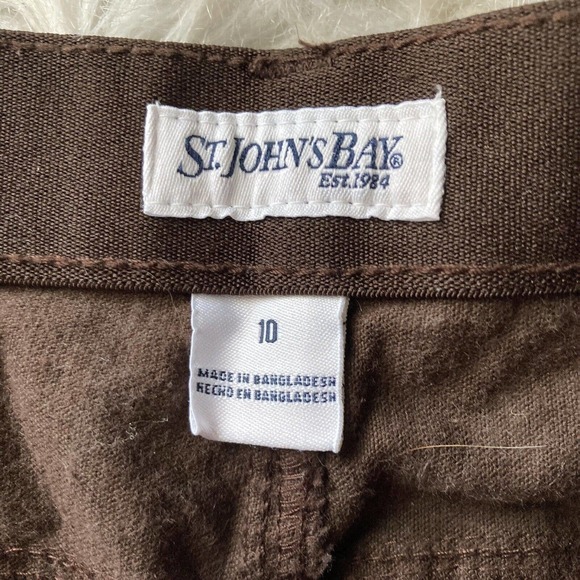 ST. JOHN'S BAY®
EST. 1984
10
MADE IN BANGLADESH
HECHO EN BANGLADESH